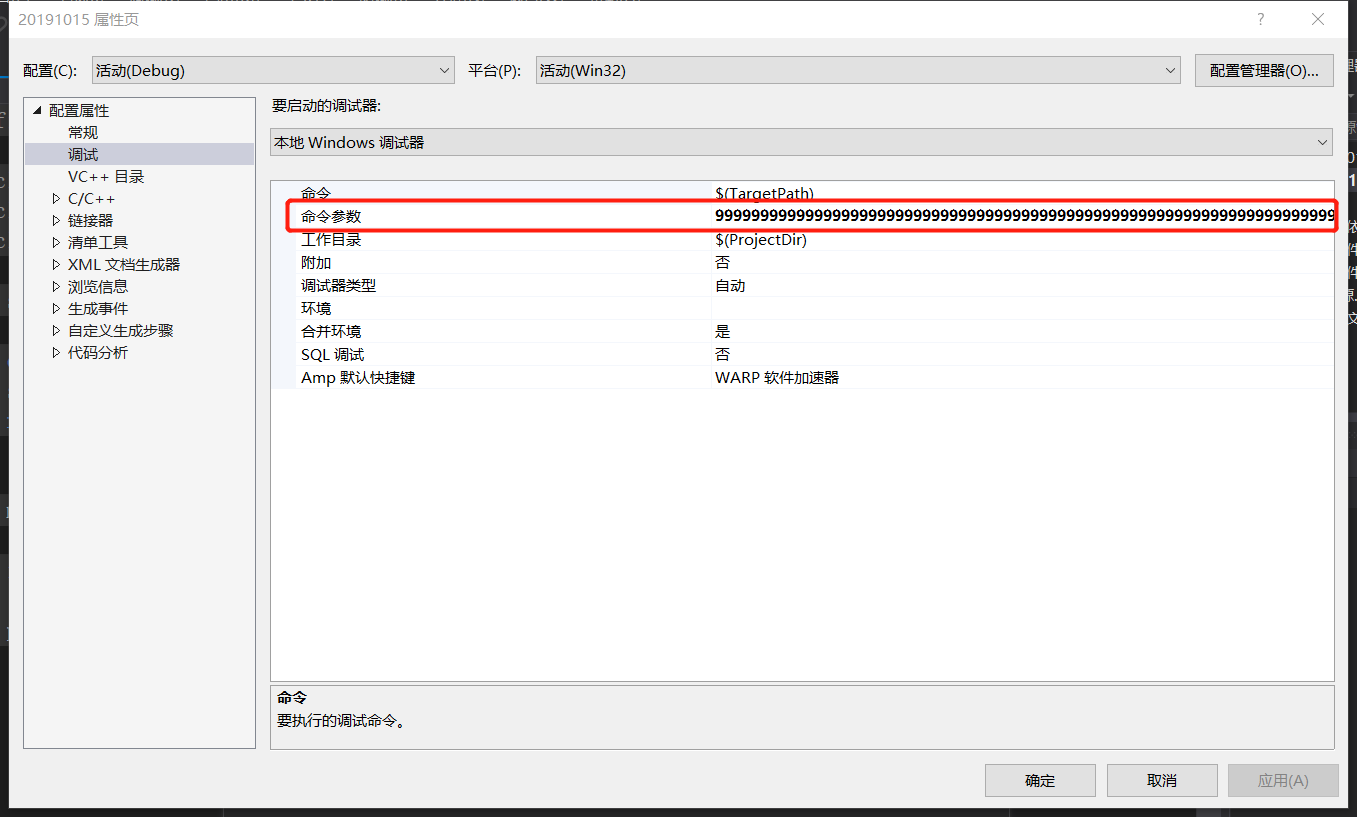 20191015 属性页
配置(C): 活动(Debug) 平台(P): 活动(Win32) 配置管理器(O)...
配置属性
常规
调试
VC++ 目录
C/C++
链接器
清单工具
XML 文档生成器
浏览信息
生成事件
自定义生成步骤
代码分析
要启动的调试器:
本地 Windows 调试器
命令 $(TargetPath)
命令参数
工作目录 $(ProjectDir)
附加 否
调试器类型 自动
环境
合并环境 是
SQL 调试 否
Amp 默认快捷键 WARP 软件加速器
命令
要执行的调试命令。
确定 取消 应用(A)